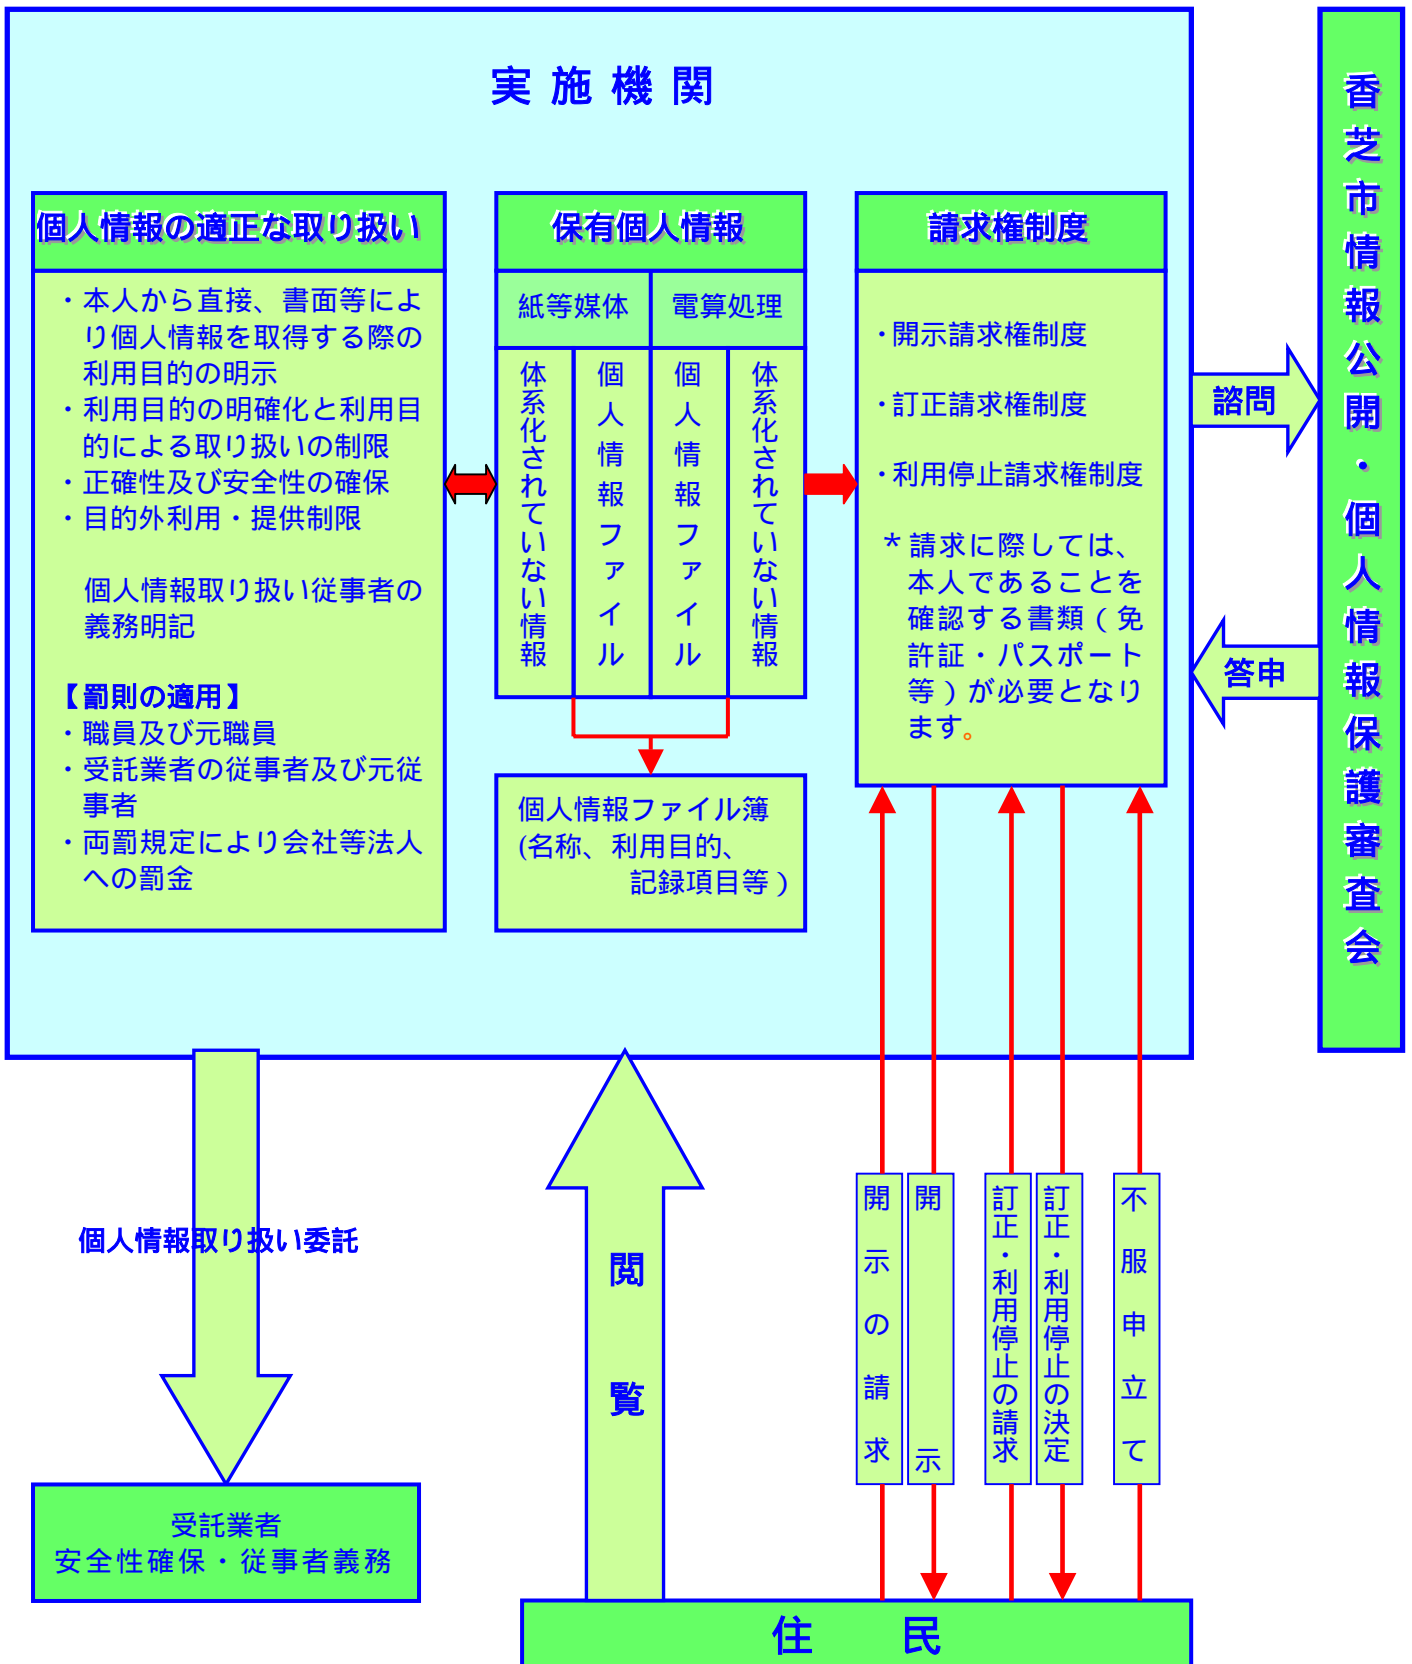 実施機関
個人情報の適正な取り扱い
・本人から直接、書面等によ
り個人情報を取得する際の
利用目的の明示
・利用目的の明確化と利用目
的による取り扱いの制限
・正確性及び安全性の確保
・目的外利用・提供制限
個人情報取り扱い従事者の
義務明記
【罰則の適用】
・職員及び元職員
・受託業者の従事者及び元従
事者
・両罰規定により会社等法人
への罰金
保有個人情報
紙等媒体
電算処理
体系化されていない情報
個人情報ファイル
個人情報ファイル
体系化されていない情報
個人情報ファイル簿
(名称、利用目的、
記録項目等)
請求権制度
・開示請求権制度
・訂正請求権制度
・利用停止請求権制度
*請求に際しては、
本人であることを
確認する書類(免
許証・パスポート
等)が必要となり
ます。
諮問
答申
香芝市情報公開・個人情報保護審査会
個人情報取り扱い委託
閲覧
開示の請求
開示
訂正・利用停止の請求
訂正・利用停止の決定
不服申立て
受託業者
安全性確保・従事者義務
住民